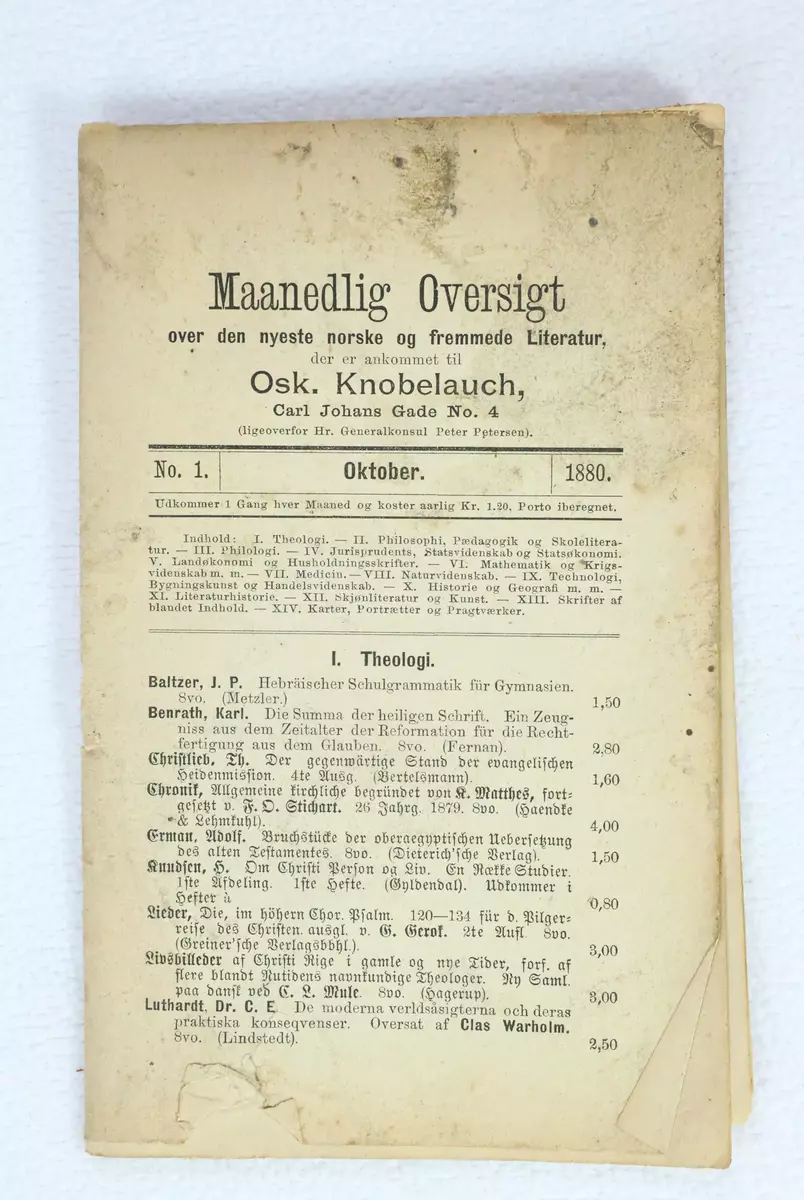 Maanedlig Oversigt
over den nyeste norske og fremmede Literatur,
der er ankommet til
Osk. Knobelauch,
Carl Johans Gade No. 4
(ligeoverfor Hr. Generalkonsul Peter Petersen).
No. 1. Oktober. 1880.
Udkommer 1 Gang hver Maaned og koster aarlig Kr. 1.20, Porto iberegnet.
Indhold: I. Theologi. — II. Philosophi, Pædagogik og Skolelitera-
tur. — III. Philologi. — IV. Jurisprudents, Statsvidenskab og Statsøkonomi.
V. Landøkonomi og Husholdningsskrifter. — VI. Mathematik og Krigs-
videnskab m. m. — VII. Medicin. — VIII. Naturvidenskab. — IX. Technologi,
Bygningskunst og Handelsvidenskab. — X. Historie og Geografi m. m. —
XI. Literaturhistorie. — XII. Skjønliteratur og Kunst. — XIII. Skrifter af
blandet Indhold. — XIV. Karter, Portrætter og Pragtværker.
I. Theologi.
Baltzer, J. P. Hebräischer Schulgrammatik für Gymnasien.
8vo. (Metzler.) 1,50
Benrath, Karl. Die Summa der heiligen Schrift. Ein Zeug-
niss aus dem Zeitalter der Reformation für die Recht-
fertigung aus dem Glauben. 8vo. (Fernan). 2,80
Christlieb, Th. Der gegenwärtige Stand der evangelischen
Heidenmission. 4te Ausg. (Bertelsmann). 1,60
Chronik, Allgemeine kirchliche begründet von K. Matthes, fort-
gesetzt v. F. O. Stichart. 26 Jahrg. 1879. 8vo. (Haendke
& Lehmkuhl). 4,00
Erman, Adolf. Bruchstücke der oberaegyptischen Uebersetzung
des alten Testamentes. 8vo. (Dieterich'sche Verlag). 1,50
Knudsen, H. Om Christi Person og Liv. En Række Studier.
1ste Afdeling. 1ste Hefte. (Gyldendal). Udkommer i
Hefter à 0,80
Lieder, Die, im höhern Chor. Psalm. 120—134 für d. Pilger-
reise des Christen. ausgl. v. G. Gerok. 2te Aufl. 8vo.
(Greiner'sche Verlagsbbhl.) 3,00
Livsbilleder af Christi Rige i gamle og nye Tider, forf. af
flere blandt Nutidens navnkundige Theologer. Ny Saml.
paa dansk ved C. L. Mule. 8vo. (Hagerup). 3,00
Luthardt, Dr. C. E. De moderna verldsåsigterna och deras
praktiska konseqvenser. Oversat af Clas Warholm.
8vo. (Lindstedt). 2,50